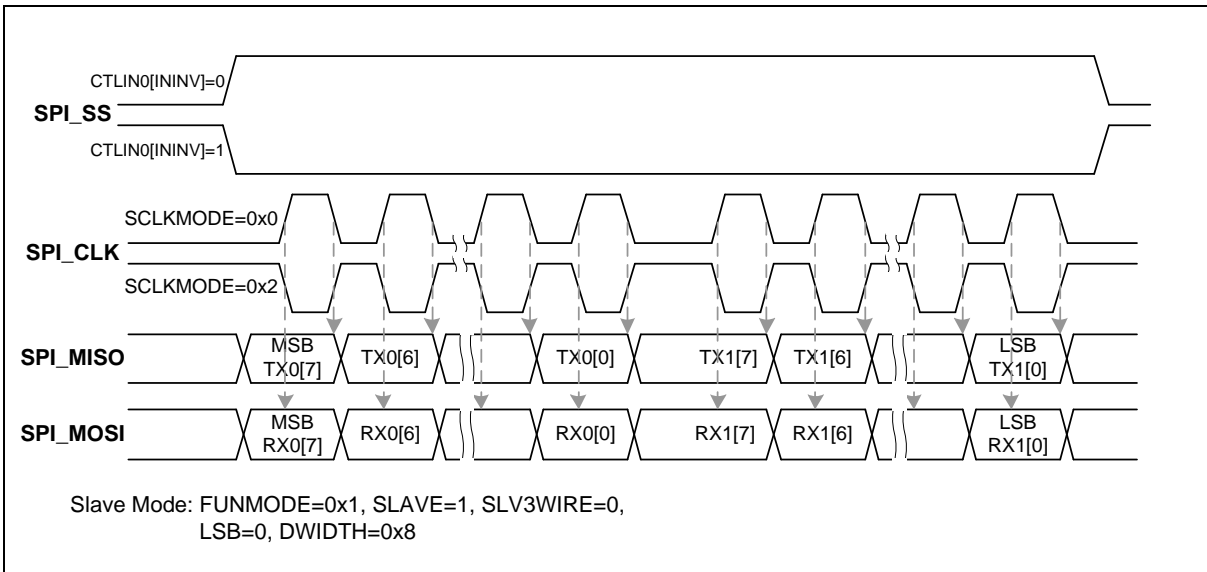 CTLIN0[ININV]=0
SPI_SS
CTLIN0[ININV]=1
SCLKMODE=0x0
SPI_CLK
SCLKMODE=0x2
SPI_MISO
MSB
TX0[7]
TX0[6]
TX0[0]
TX1[7]
TX1[6]
LSB
TX1[0]
SPI_MOSI
MSB
RX0[7]
RX0[6]
RX0[0]
RX1[7]
RX1[6]
LSB
RX1[0]
Slave Mode: FUNMODE=0x1, SLAVE=1, SLV3WIRE=0,
LSB=0, DWIDTH=0x8